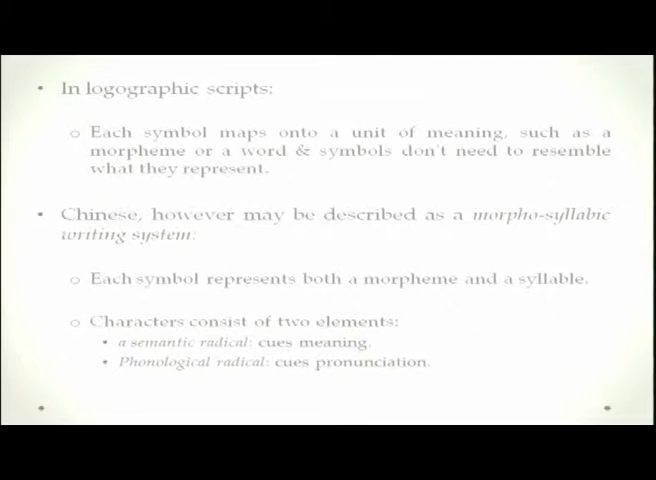 • In logographic scripts:
o Each symbol maps onto a unit of meaning, such as a
morpheme or a word & symbols don't need to resemble
what they represent.
• Chinese, however may be described as a morpho-syllabic
writing system:
o Each symbol represents both a morpheme and a syllable.
o Characters consist of two elements:
• a semantic radical: cues meaning.
• Phonological radical: cues pronunciation.